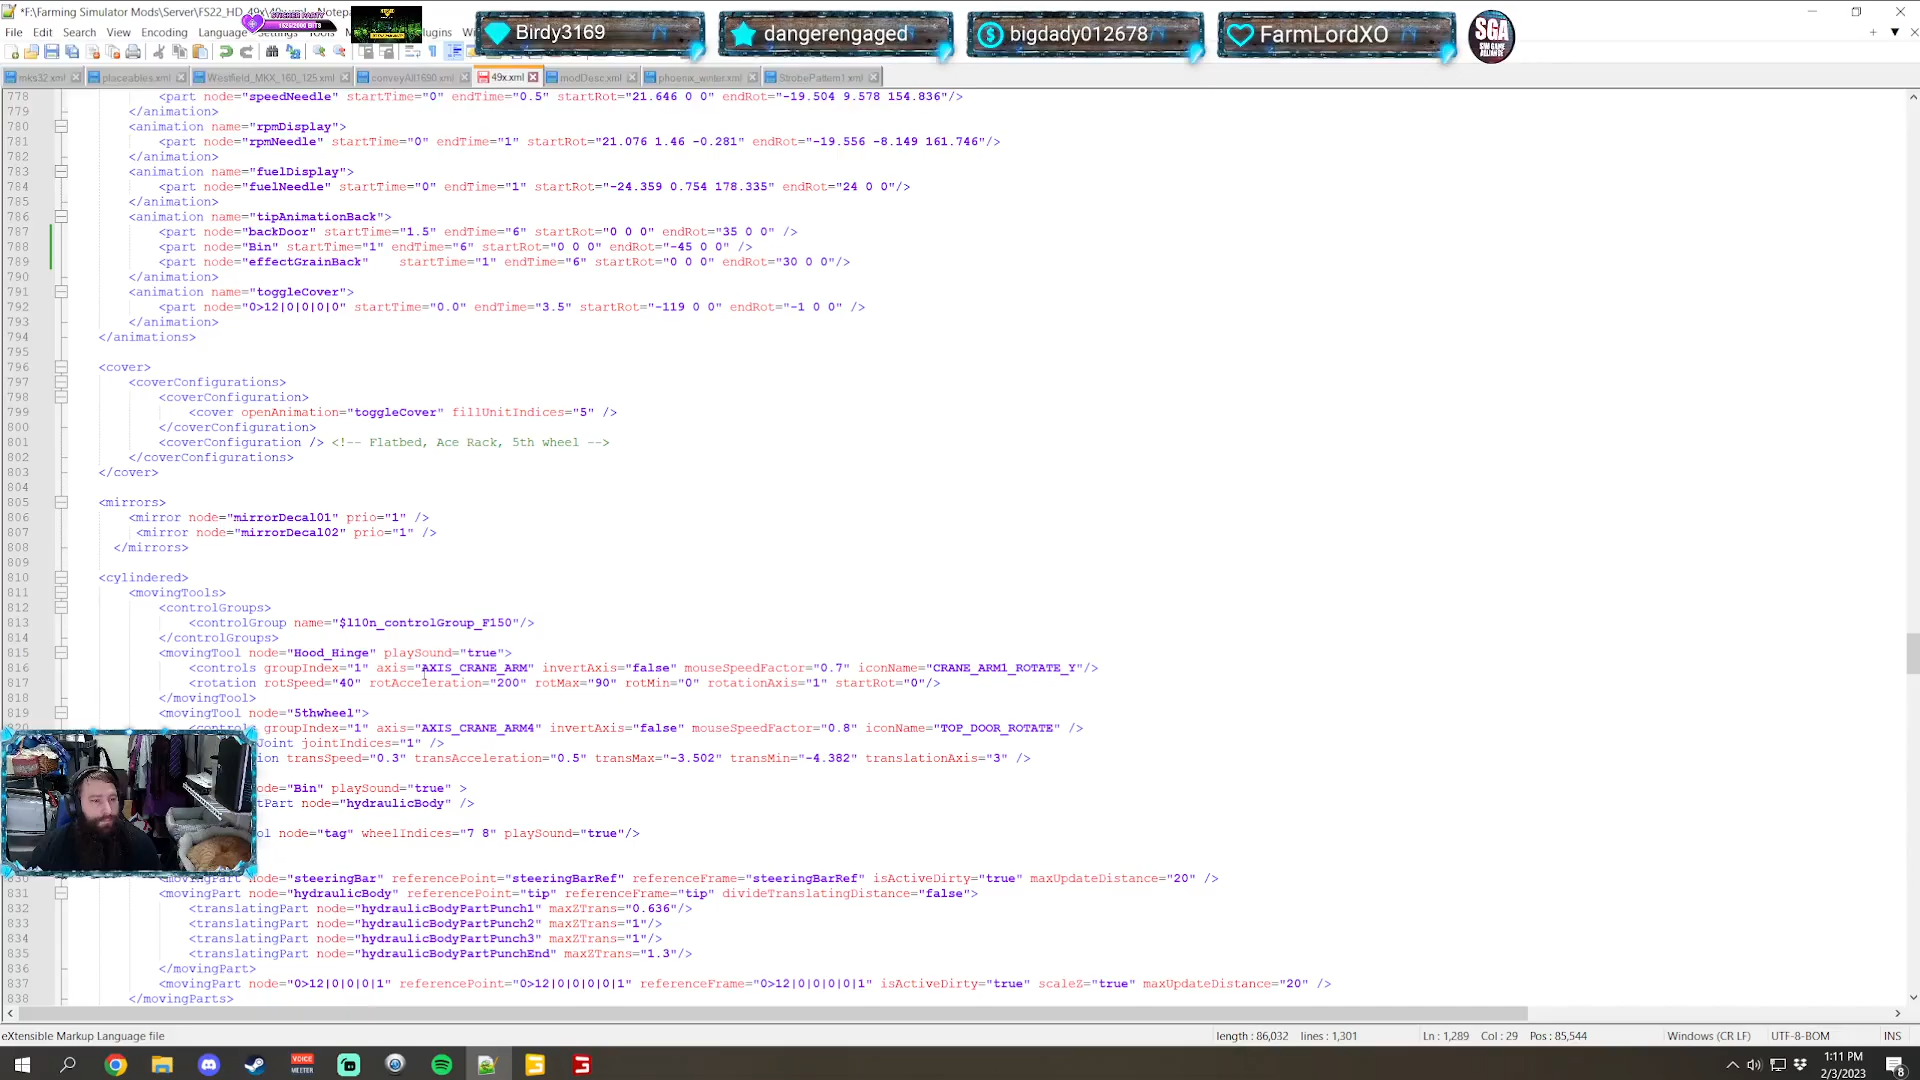 *F:\Farming Simulator Mods\Server\FS22_HD_49x\
STICKER PARTY
Birdy3169
dangerengaged
bigdady012678
FarmLordXO
SGA
SIM GAME
ALLIANCE
File Edit Search View Encoding Language
mks32.xml placeables.xml Westfield_MKX_160_125.xml conveyAll1690.xml 49x.xml modDesc.xml phoenix_winter.xml StrobePattern1.xml
778 <part node="speedNeedle" startTime="0" endTime="0.5" startRot="21.646 0 0" endRot="-19.504 9.578 154.836"/>
779 </animation>
780 <animation name="rpmDisplay">
781 <part node="rpmNeedle" startTime="0" endTime="1" startRot="21.076 1.46 -0.281" endRot="-19.556 -8.149 161.746"/>
782 </animation>
783 <animation name="fuelDisplay">
784 <part node="fuelNeedle" startTime="0" endTime="1" startRot="-24.359 0.754 178.335" endRot="24 0 0"/>
785 </animation>
786 <animation name="tipAnimationBack">
787 <part node="backDoor" startTime="1.5" endTime="6" startRot="0 0 0" endRot="35 0 0" />
788 <part node="Bin" startTime="1" endTime="6" startRot="0 0 0" endRot="-45 0 0" />
789 <part node="effectGrainBack" startTime="1" endTime="6" startRot="0 0 0" endRot="30 0 0"/>
790 </animation>
791 <animation name="toggleCover">
792 <part node="0>12|0|0|0|0" startTime="0.0" endTime="3.5" startRot="-119 0 0" endRot="-1 0 0" />
793 </animation>
794 </animations>
795
796 <cover>
797 <coverConfigurations>
798 <coverConfiguration>
799 <cover openAnimation="toggleCover" fillUnitIndices="5" />
800 </coverConfiguration>
801 <coverConfiguration /> <!-- Flatbed, Ace Rack, 5th wheel -->
802 </coverConfigurations>
803 </cover>
804
805 <mirrors>
806 <mirror node="mirrorDecal01" prio="1" />
807 <mirror node="mirrorDecal02" prio="1" />
808 </mirrors>
809
810 <cylindered>
811 <movingTools>
812 <controlGroups>
813 <controlGroup name="$l10n_controlGroup_F150"/>
814 </controlGroups>
815 <movingTool node="Hood_Hinge" playSound="true">
816 <controls groupIndex="1" axis="AXIS_CRANE_ARM" invertAxis="false" mouseSpeedFactor="0.7" iconName="CRANE_ARM1_ROTATE_Y"/>
817 <rotation rotSpeed="40" rotAcceleration="200" rotMax="90" rotMin="0" rotationAxis="1" startRot="0"/>
818 </movingTool>
819 <movingTool node="5thwheel">
groupIndex="1" axis="AXIS_CRANE_ARM4" invertAxis="false" mouseSpeedFactor="0.8" iconName="TOP_DOOR_ROTATE" />
Joint jointIndices="1" />
ion transSpeed="0.3" transAcceleration="0.5" transMax="-3.502" transMin="-4.382" translationAxis="3" />
ode="Bin" playSound="true" >
tPart node="hydraulicBody" />
ol node="tag" wheelIndices="7 8" playSound="true"/>
830 <movingPart node="steeringBar" referencePoint="steeringBarRef" referenceFrame="steeringBarRef" isActiveDirty="true" maxUpdateDistance="20" />
831 <movingPart node="hydraulicBody" referencePoint="tip" referenceFrame="tip" divideTranslatingDistance="false">
832 <translatingPart node="hydraulicBodyPartPunch1" maxZTrans="0.636"/>
833 <translatingPart node="hydraulicBodyPartPunch2" maxZTrans="1"/>
834 <translatingPart node="hydraulicBodyPartPunch3" maxZTrans="1"/>
835 <translatingPart node="hydraulicBodyPartPunchEnd" maxZTrans="1.3"/>
836 </movingPart>
837 <movingPart node="0>12|0|0|0|0|1" referencePoint="0>12|0|0|0|0|1" referenceFrame="0>12|0|0|0|0|1" isActiveDirty="true" scaleZ="true" maxUpdateDistance="20" />
838 </movingParts>
eXtensible Markup Language file length : 86,032 lines : 1,301 Ln : 1,289 Col : 29 Pos : 85,544 Windows (CR LF) UTF-8-BOM INS
VOICE
MEETER
1:11 PM
2/3/2023
8